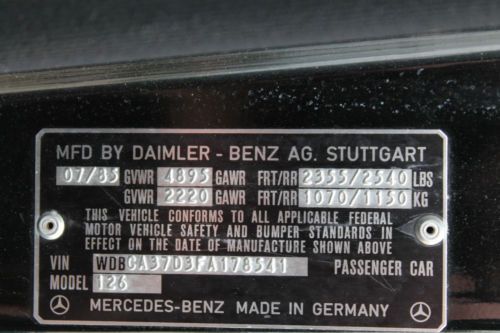 MFD BY DAIMLER - BENZ AG. STUTTGART
07/85 GVWR 4895 GAWR FRT/RR 2355/2540 LBS
GVWR 2220 GAWR FRT/RR 1070/1150 KG
THIS VEHICLE CONFORMS TO ALL APPLICABLE FEDERAL
MOTOR VEHICLE SAFETY AND BUMPER STANDARDS IN
EFFECT ON THE DATE OF MANUFACTURE SHOWN ABOVE
VIN WDBCA37D3FA178541 PASSENGER CAR
MODEL 126
MERCEDES-BENZ MADE IN GERMANY